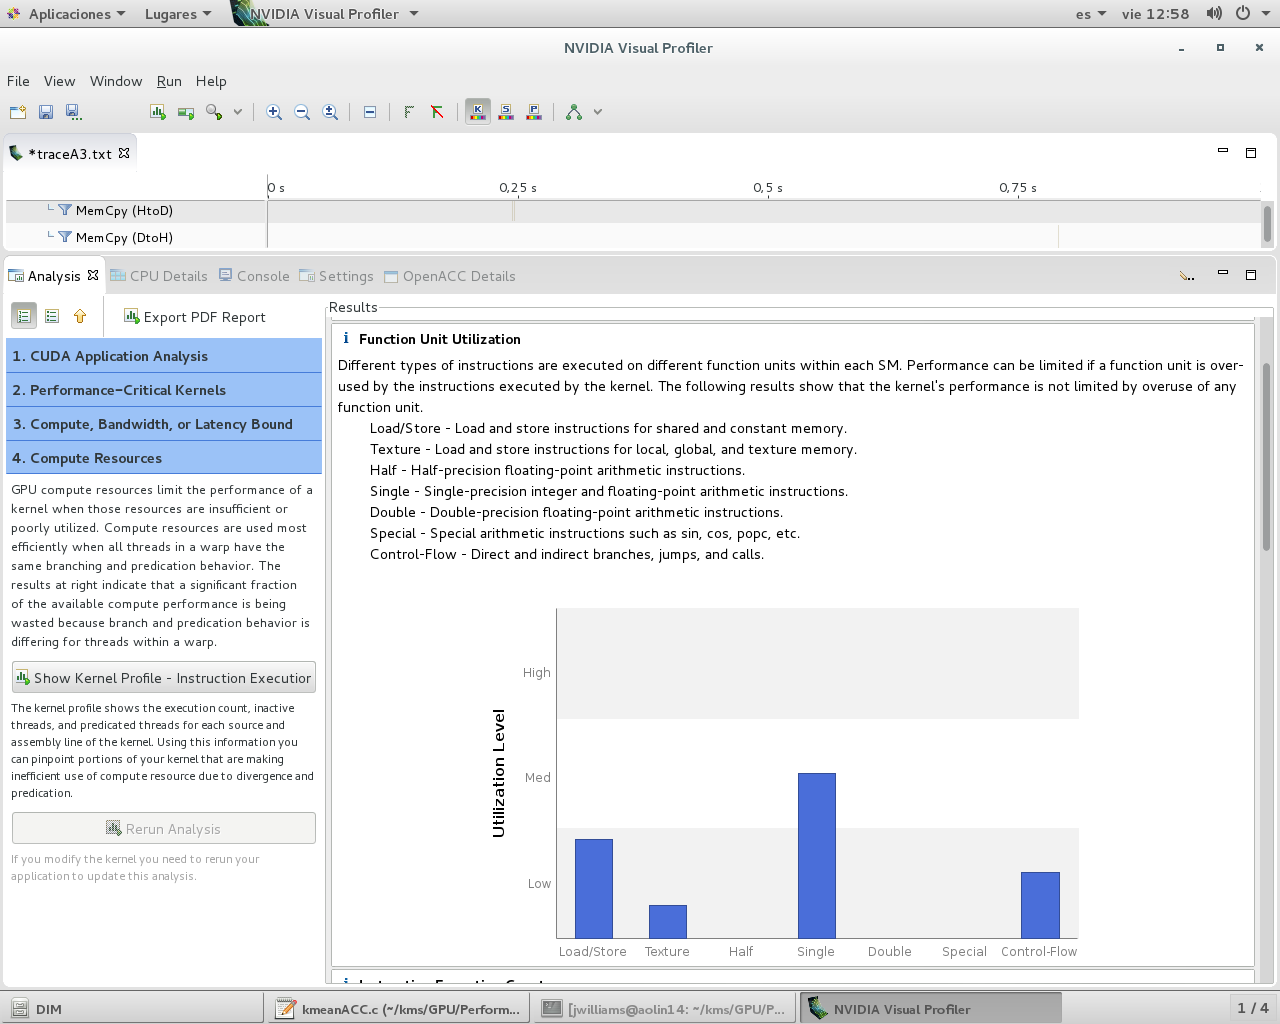 Aplicaciones Lugares NVIDIA Visual Profiler es vie 12:58
NVIDIA Visual Profiler
File View Window Run Help
*traceA3.txt
0 s 0,25 s 0,5 s 0,75 s
MemCpy (HtoD)
MemCpy (DtoH)
Analysis CPU Details Console Settings OpenACC Details
Export PDF Report
1. CUDA Application Analysis
2. Performance-Critical Kernels
3. Compute, Bandwidth, or Latency Bound
4. Compute Resources
GPU compute resources limit the performance of a
kernel when those resources are insufficient or
poorly utilized. Compute resources are used most
efficiently when all threads in a warp have the
same branching and predication behavior. The
results at right indicate that a significant fraction
of the available compute performance is being
wasted because branch and predication behavior is
differing for threads within a warp.
Show Kernel Profile - Instruction Execution
The kernel profile shows the execution count, inactive
threads, and predicated threads for each source and
assembly line of the kernel. Using this information you
can pinpoint portions of your kernel that are making
inefficient use of compute resource due to divergence and
predication.
Rerun Analysis
If you modify the kernel you need to rerun your
application to update this analysis.
Results
Function Unit Utilization
Different types of instructions are executed on different function units within each SM. Performance can be limited if a function unit is over-
used by the instructions executed by the kernel. The following results show that the kernel's performance is not limited by overuse of any
function unit.
Load/Store - Load and store instructions for shared and constant memory.
Texture - Load and store instructions for local, global, and texture memory.
Half - Half-precision floating-point arithmetic instructions.
Single - Single-precision integer and floating-point arithmetic instructions.
Double - Double-precision floating-point arithmetic instructions.
Special - Special arithmetic instructions such as sin, cos, popc, etc.
Control-Flow - Direct and indirect branches, jumps, and calls.
Utilization Level
High
Med
Low
Load/Store Texture Half Single Double Special Control-Flow
DIM kmeanACC.c (~/kms/GPU/Perform... [jwilliams@aolin14: ~/kms/GPU/P... NVIDIA Visual Profiler 1 / 4